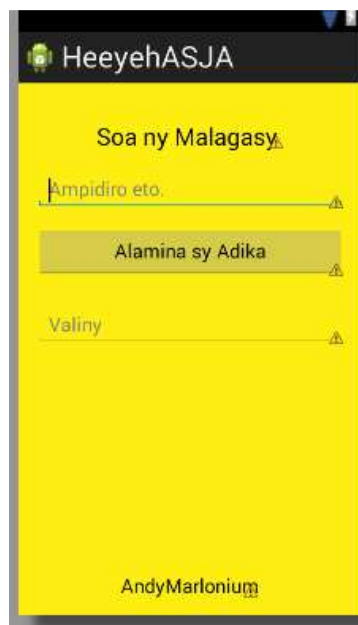 HeeyehASJA
Soa ny Malagasy
Ampidiro eto.
Alamina sy Adika
Valiny
AndyMarlonium